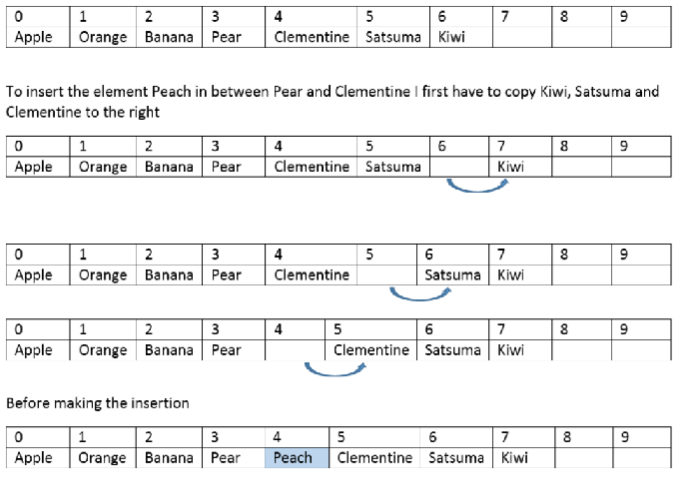 0 1 2 3 4 5 6 7 8 9
Apple Orange Banana Pear Clementine Satsuma Kiwi
To insert the element Peach in between Pear and Clementine I first have to copy Kiwi, Satsuma and
Clementine to the right
0 1 2 3 4 5 6 7 8 9
Apple Orange Banana Pear Clementine Satsuma Kiwi
0 1 2 3 4 5 6 7 8 9
Apple Orange Banana Pear Clementine Satsuma Kiwi
0 1 2 3 4 5 6 7 8 9
Apple Orange Banana Pear Clementine Satsuma Kiwi
Before making the insertion
0 1 2 3 4 5 6 7 8 9
Apple Orange Banana Pear Peach Clementine Satsuma Kiwi